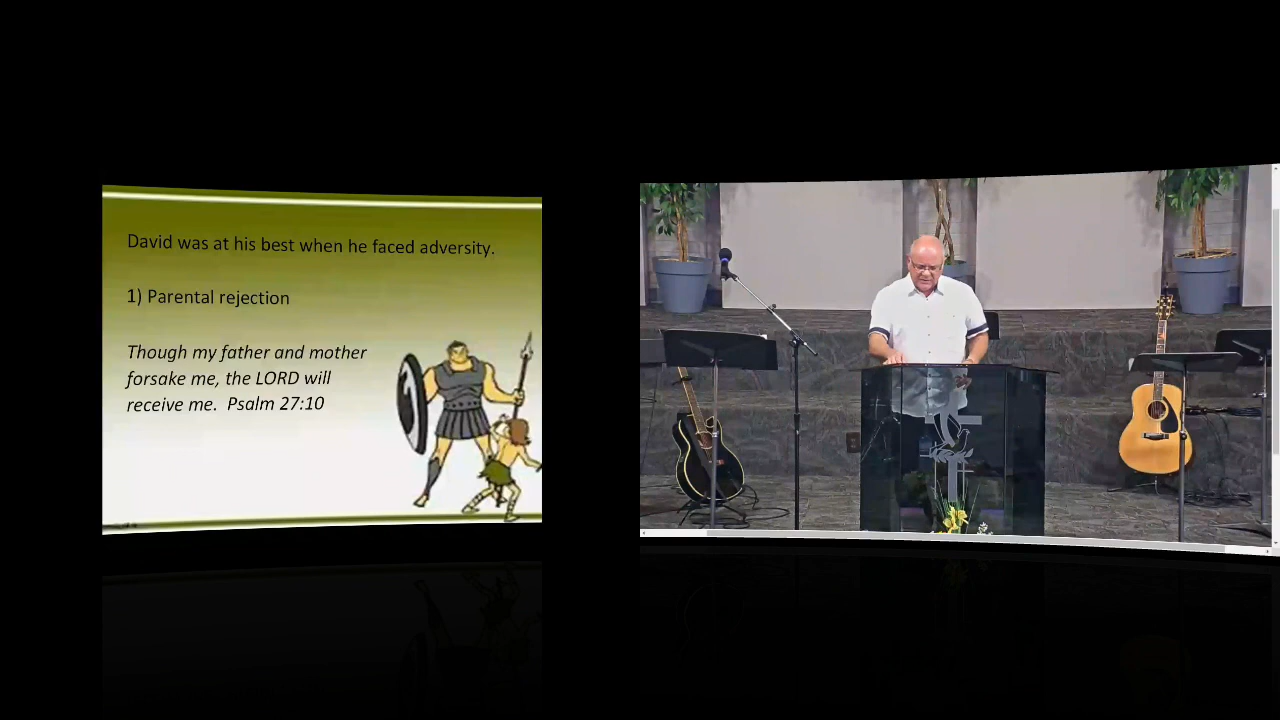 David was at his best when he faced adversity.
1) Parental rejection
Though my father and mother
forsake me, the LORD will
receive me. Psalm 27:10